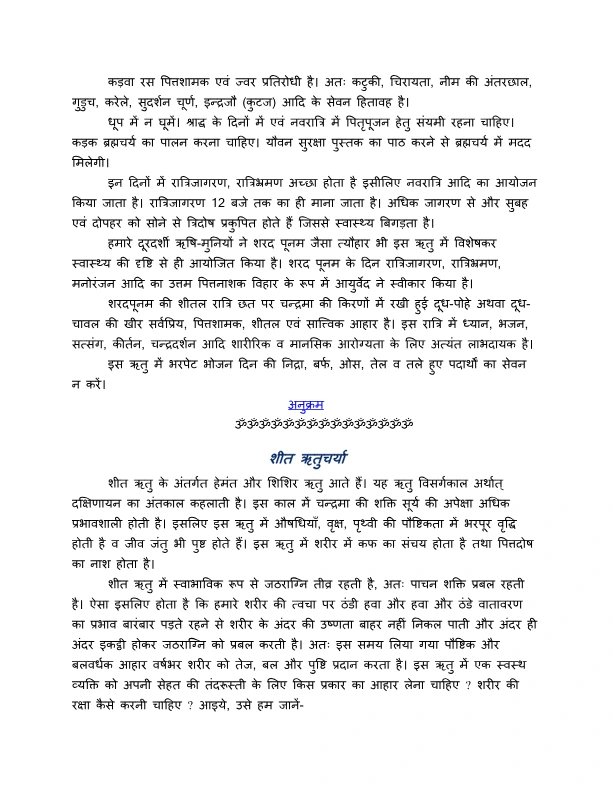 कड़वा रस पित्तशामक एवं ज्वर प्रतिरोधी है। अतः कटुकी, चिरायता, नीम की अंतरछाल,
गुडुच, करेले, सुदर्शन चूर्ण, इन्द्रजौ (कुटज) आदि के सेवन हितावह है।
धूप में न घूमें। श्राद्ध के दिनों में एवं नवरात्रि में पितृपूजन हेतु संयमी रहना चाहिए।
कड़क ब्रह्मचर्य का पालन करना चाहिए। यौवन सुरक्षा पुस्तक का पाठ करने से ब्रह्मचर्य में मदद
मिलेगी।
इन दिनों में रात्रिजागरण, रात्रिभ्रमण अच्छा होता है इसीलिए नवरात्रि आदि का आयोजन
किया जाता है। रात्रिजागरण 12 बजे तक का ही माना जाता है। अधिक जागरण से और सुबह
एवं दोपहर को सोने से त्रिदोष प्रकुपित होते हैं जिससे स्वास्थ्य बिगड़ता है।
हमारे दूरदर्शी ऋषि-मुनियों ने शरद पूनम जैसा त्यौहार भी इस ऋतु में विशेषकर
स्वास्थ्य की दृष्टि से ही आयोजित किया है। शरद पूनम के दिन रात्रिजागरण, रात्रिभ्रमण,
मनोरंजन आदि का उत्तम पित्तनाशक विहार के रूप में आयुर्वेद ने स्वीकार किया है।
शरदपूनम की शीतल रात्रि छत पर चन्द्रमा की किरणों में रखी हुई दूध-पोहे अथवा दूध-
चावल की खीर सर्वप्रिय, पित्तशामक, शीतल एवं सात्त्विक आहार है। इस रात्रि में ध्यान, भजन,
सत्संग, कीर्तन, चन्द्रदर्शन आदि शारीरिक व मानसिक आरोग्यता के लिए अत्यंत लाभदायक है।
इस ऋतु में भरपेट भोजन दिन की निद्रा, बर्फ, ओस, तेल व तले हुए पदार्थों का सेवन
न करें।
अनुक्रम
ॐॐॐॐॐॐॐॐॐॐॐॐॐॐॐ
शीत ऋतुचर्या
शीत ऋतु के अंतर्गत हेमंत और शिशिर ऋतु आते हैं। यह ऋतु विसर्गकाल अर्थात्
दक्षिणायन का अंतकाल कहलाती है। इस काल में चन्द्रमा की शक्ति सूर्य की अपेक्षा अधिक
प्रभावशाली होती है। इसलिए इस ऋतु में औषधियाँ, वृक्ष, पृथ्वी की पौष्टिकता में भरपूर वृद्धि
होती है व जीव जंतु भी पुष्ट होते हैं। इस ऋतु में शरीर में कफ का संचय होता है तथा पित्तदोष
का नाश होता है।
शीत ऋतु में स्वाभाविक रूप से जठराग्नि तीव्र रहती है, अतः पाचन शक्ति प्रबल रहती
है। ऐसा इसलिए होता है कि हमारे शरीर की त्वचा पर ठंडी हवा और हवा और ठंडे वातावरण
का प्रभाव बारंबार पड़ते रहने से शरीर के अंदर की उष्णता बाहर नहीं निकल पाती और अंदर ही
अंदर इकट्ठी होकर जठराग्नि को प्रबल करती है। अतः इस समय लिया गया पौष्टिक और
बलवर्धक आहार वर्षभर शरीर को तेज, बल और पुष्टि प्रदान करता है। इस ऋतु में एक स्वस्थ
व्यक्ति को अपनी सेहत की तंदरूस्ती के लिए किस प्रकार का आहार लेना चाहिए ? शरीर की
रक्षा कैसे करनी चाहिए ? आइये, उसे हम जानें-